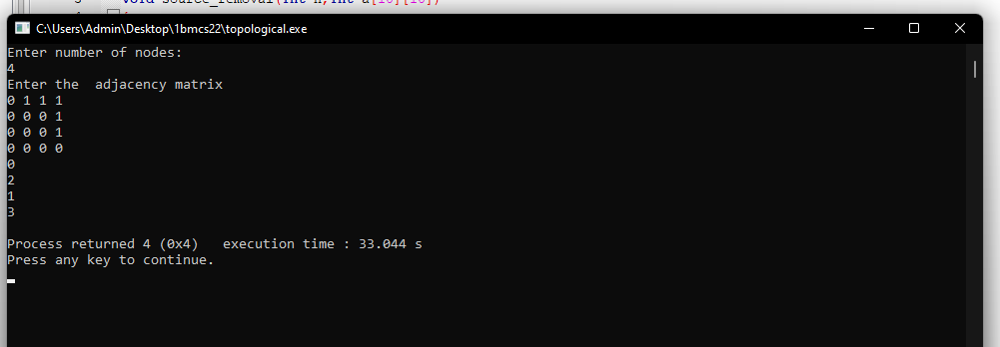 void source_removal(int n,int a[10][10])
C:\Users\Admin\Desktop\1bmcs22\topological.exe
Enter number of nodes:
4
Enter the  adjacency matrix
0 1 1 1
0 0 0 1
0 0 0 1
0 0 0 0
0
2
1
3
Process returned 4 (0x4)   execution time : 33.044 s
Press any key to continue.